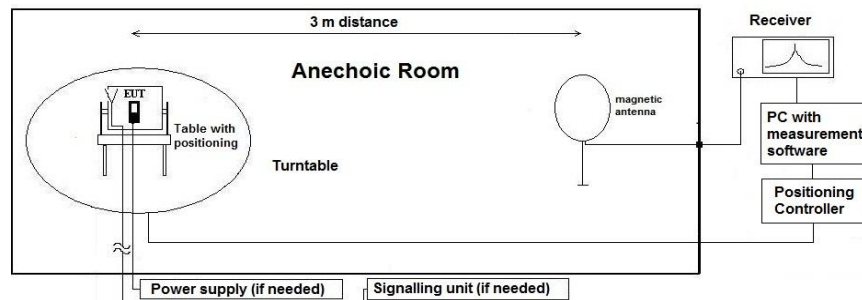 3 m distance
Receiver
Anechoic Room
EUT
magnetic
antenna
Table with
positioning
PC with
measurement
software
Turntable
Positioning
Controller
Power supply (if needed)
Signalling unit (if needed)